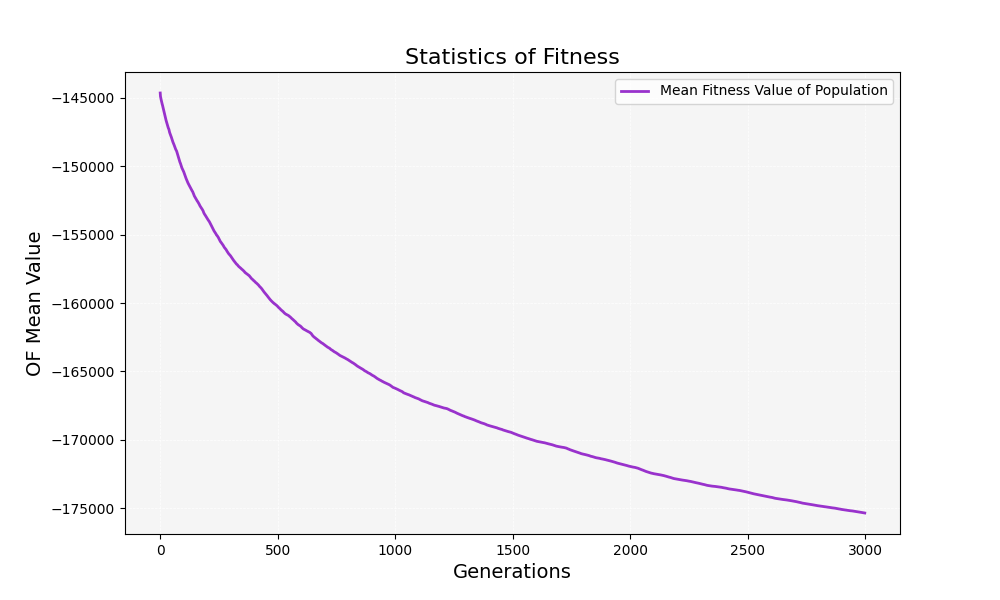 Statistics of Fitness
Mean Fitness Value of Population
−145000
−150000
−155000
−160000
−165000
−170000
−175000
OF Mean Value
0 500 1000 1500 2000 2500 3000
Generations